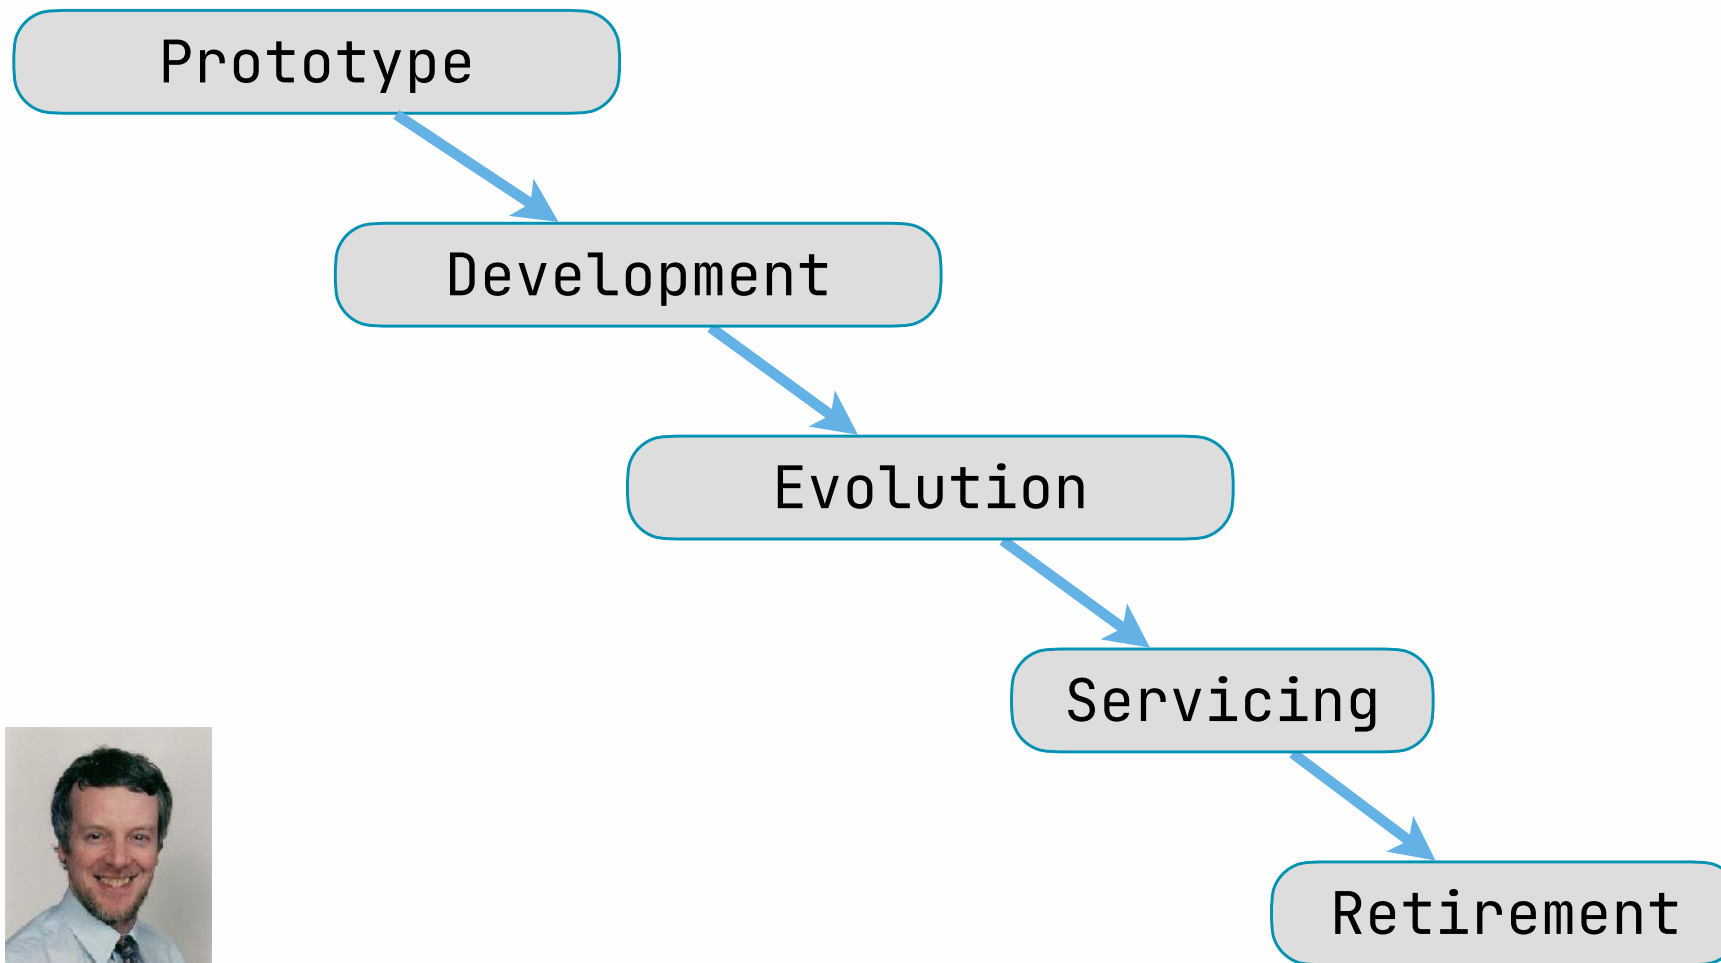 Prototype
Development
Evolution
Servicing
Retirement